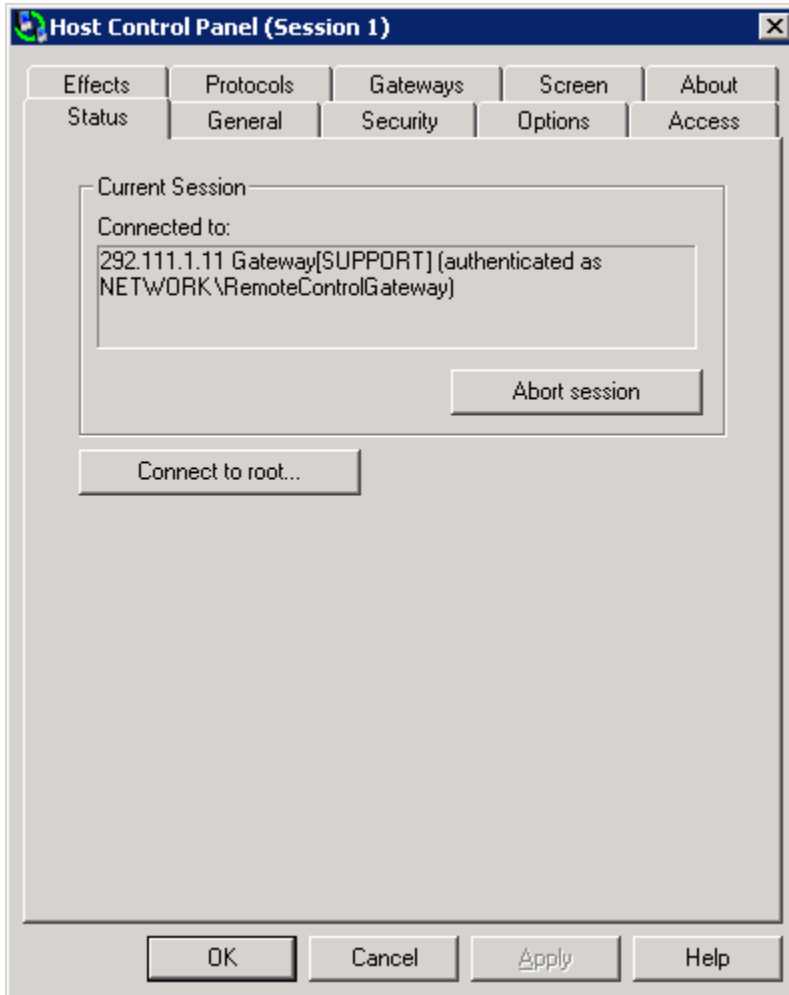 Host Control Panel (Session 1)
Effects Protocols Gateways Screen About
Status General Security Options Access
Current Session
Connected to:
292.111.1.11 Gateway[SUPPORT] (authenticated as
NETWORK\RemoteControlGateway)
Abort session
Connect to root...
OK Cancel Apply Help